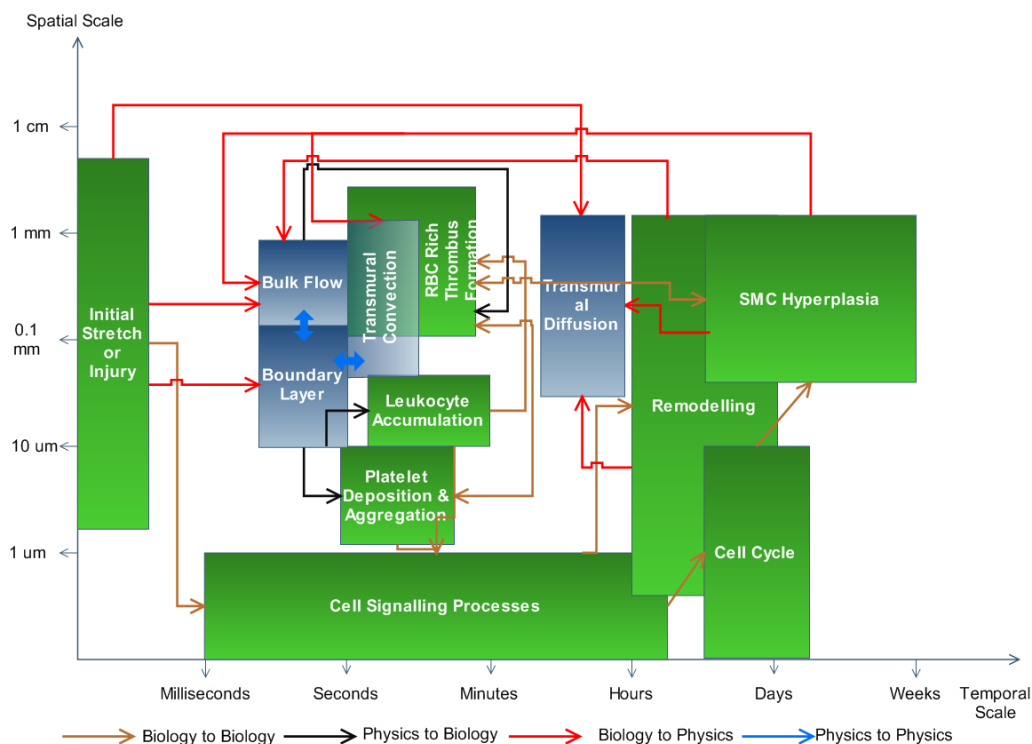 Spatial Scale
1 cm
1 mm
0.1
mm
10 um
1 um
Initial
Stretch
or
Injury
Bulk Flow
Boundary
Layer
Transmural
Convection
RBC Rich
Thrombus
Formation
Leukocyte
Accumulation
Platelet
Deposition &
Aggregation
Cell Signalling Processes
Transmur
al
Diffusion
Remodelling
SMC Hyperplasia
Cell Cycle
Milliseconds
Seconds
Minutes
Hours
Days
Weeks
Temporal
Scale
Biology to Biology
Physics to Biology
Biology to Physics
Physics to Physics